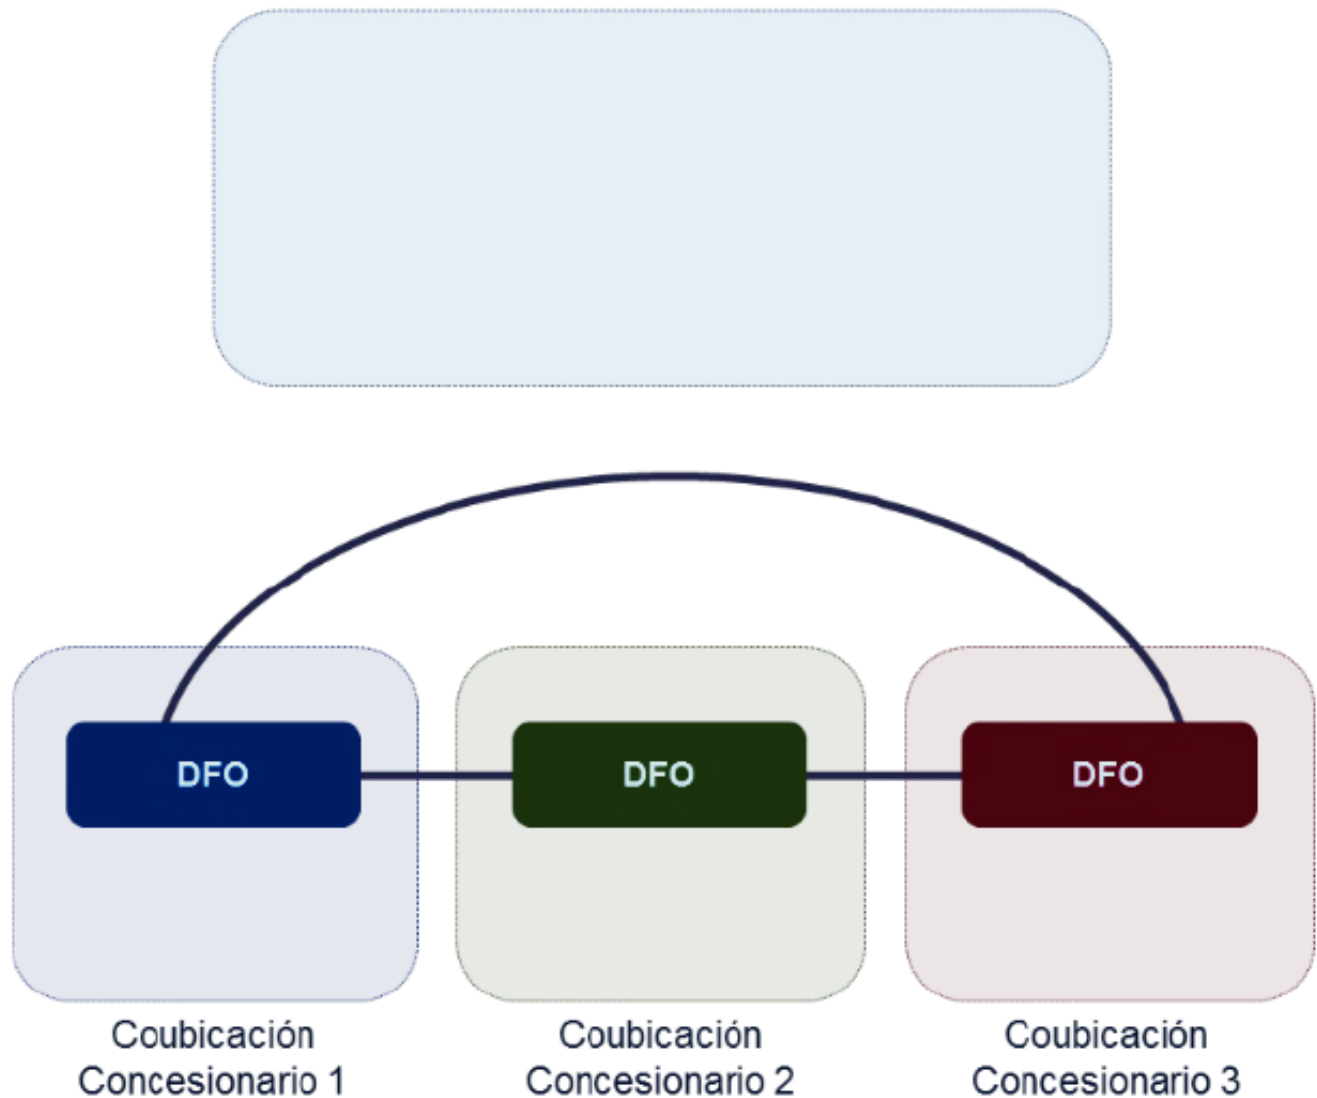 DFO
DFO
DFO
Coubicación
Concesionario 1
Coubicación
Concesionario 2
Coubicación
Concesionario 3